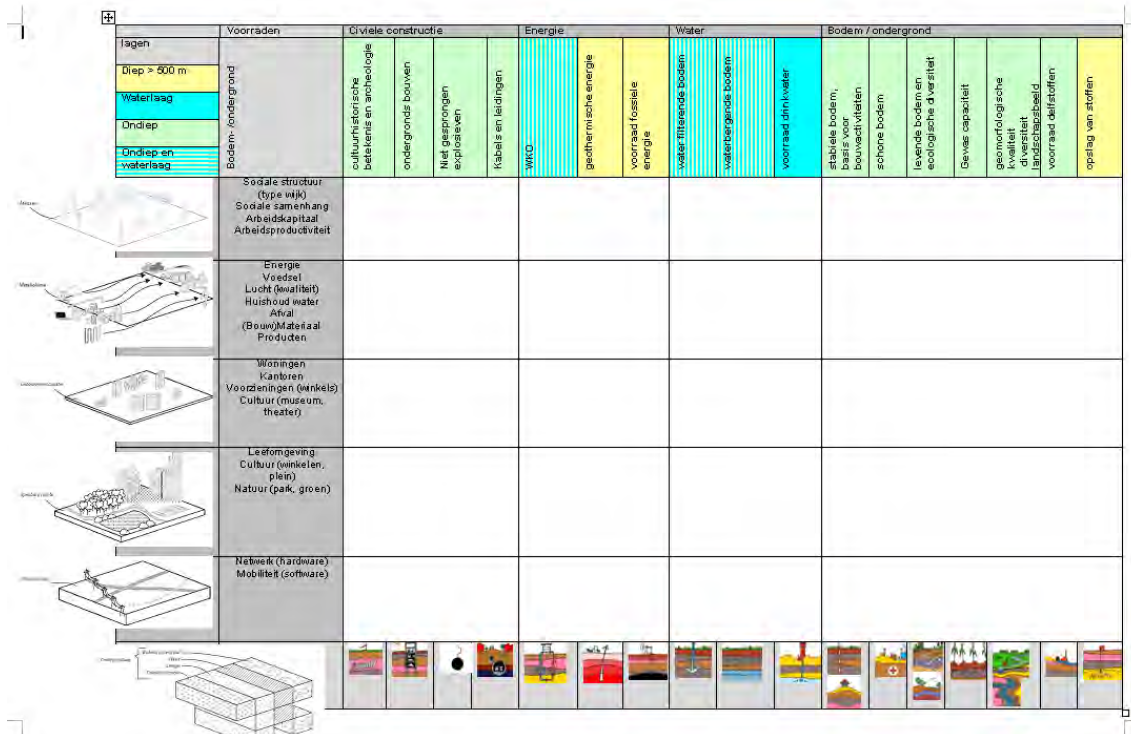 Voorraden
Civiele constructie
Energie
Water
Bodem / ondergrond
lagen
Diep > 500 m
Waterlaag
Ondiep
Ondiep en
waterlaag
Bodem- /ondergrond
cultuurhistorische
betekenis en archeologie
ondergronds bouwen
Niet gesprongen
explosieven
Kabels en leidingen
WKO
geothermische energie
voorraad fossiele
energie
water filterende bodem
waterbergende bodem
voorraad drinkwater
stabiele bodem,
basis voor
bouwactiviteiten
schone bodem
levende bodem en
ecologische diversiteit
Gewas capaciteit
geomorfologische
kwaliteit
diversiteit
landschapsbeeld
voorraad delfstoffen
opslag van stoffen
Sociale structuur
(type wijk)
Sociale samenhang
Arbeidskapitaal
Arbeidsproductiviteit
Energie
Voedsel
Lucht (kwaliteit)
Huishoud water
Afval
(Bouw)Materiaal
Producten
Woningen
Kantoren
Voorzieningen (winkels)
Cultuur (museum,
theater)
Leefomgeving
Cultuur (winkelen,
plein)
Natuur (park, groen)
Netwerk (hardware)
Mobiliteit (software)